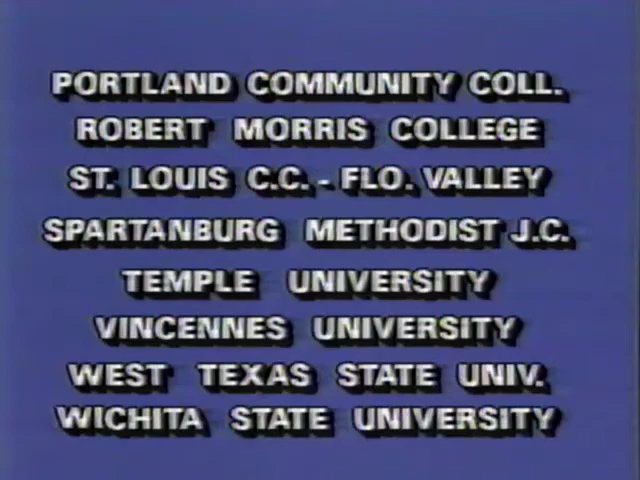 PORTLAND COMMUNITY COLL.
ROBERT MORRIS COLLEGE
ST. LOUIS C.C. - FLO. VALLEY
SPARTANBURG METHODIST J.C.
TEMPLE UNIVERSITY
VINCENNES UNIVERSITY
WEST TEXAS STATE UNIV.
WICHITA STATE UNIVERSITY